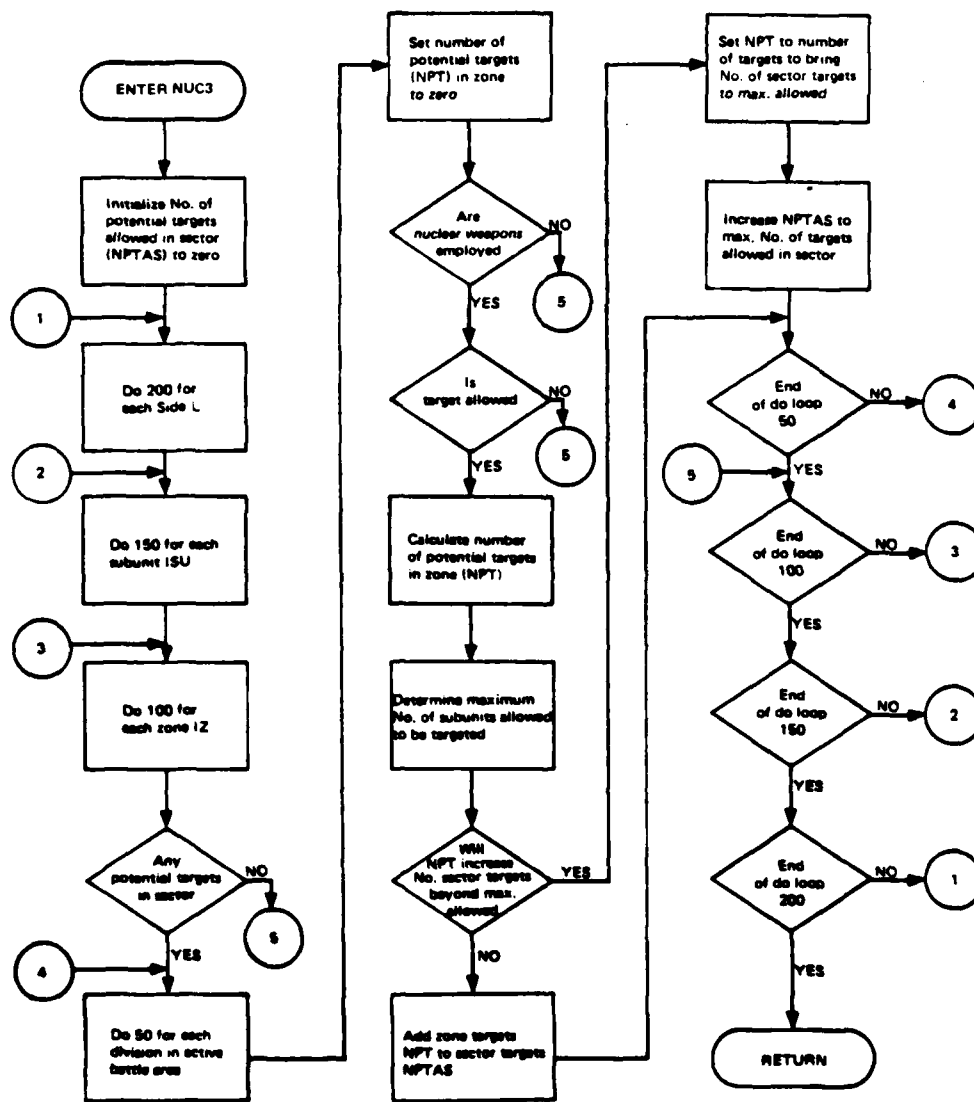 ENTER NUC3
Initialize No. of
potential targets
allowed in sector
(NPTAS) to zero
1
Do 200 for
each Side L
2
Do 150 for each
subunit ISU
3
Do 100 for
each zone IZ
Any
potential targets
in sector
NO
5
YES
4
Do 50 for each
division in active
battle area
Set number of
potential targets
(NPT) in zone
to zero
Are
nuclear weapons
employed
NO
5
YES
Is
target allowed
NO
5
YES
Calculate number
of potential targets
in zone (NPT)
Determine maximum
No. of subunits allowed
to be targeted
Will
NPT increase
No. sector targets
beyond max.
allowed
YES
NO
Add zone targets
NPT to sector targets
NPTAS
Set NPT to number
of targets to bring
No. of sector targets
to max. allowed
Increase NPTAS to
max. No. of targets
allowed in sector
End
of do loop
50
NO
4
5
YES
End
of do loop
100
NO
3
YES
End
of do loop
150
NO
2
YES
End
of do loop
200
NO
1
YES
RETURN